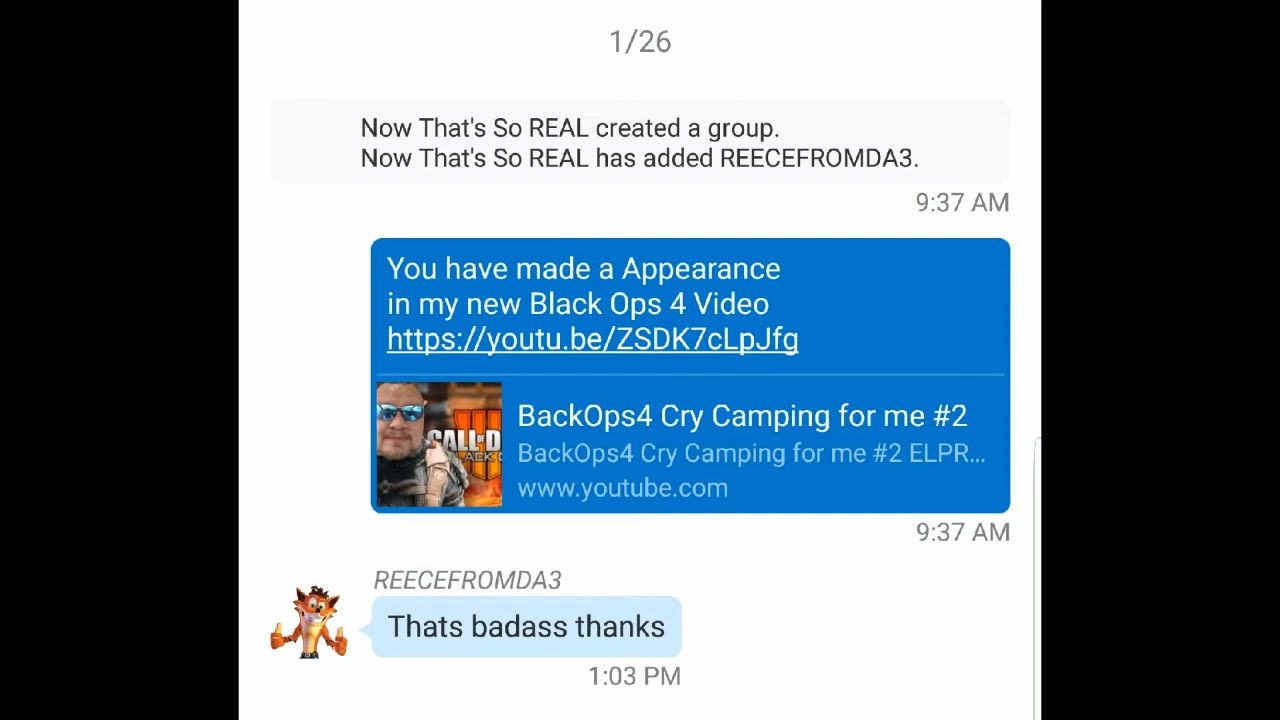 1/26
Now That's So REAL created a group.
Now That's So REAL has added REECEFROMDA3.
9:37 AM
You have made a Appearance
in my new Black Ops 4 Video
https://youtu.be/ZSDK7cLpJfg
BackOps4 Cry Camping for me #2
BackOps4 Cry Camping for me #2 ELPR...
www.youtube.com
CALL OF D
LACK
9:37 AM
REECEFROMDA3
Thats badass thanks
1:03 PM